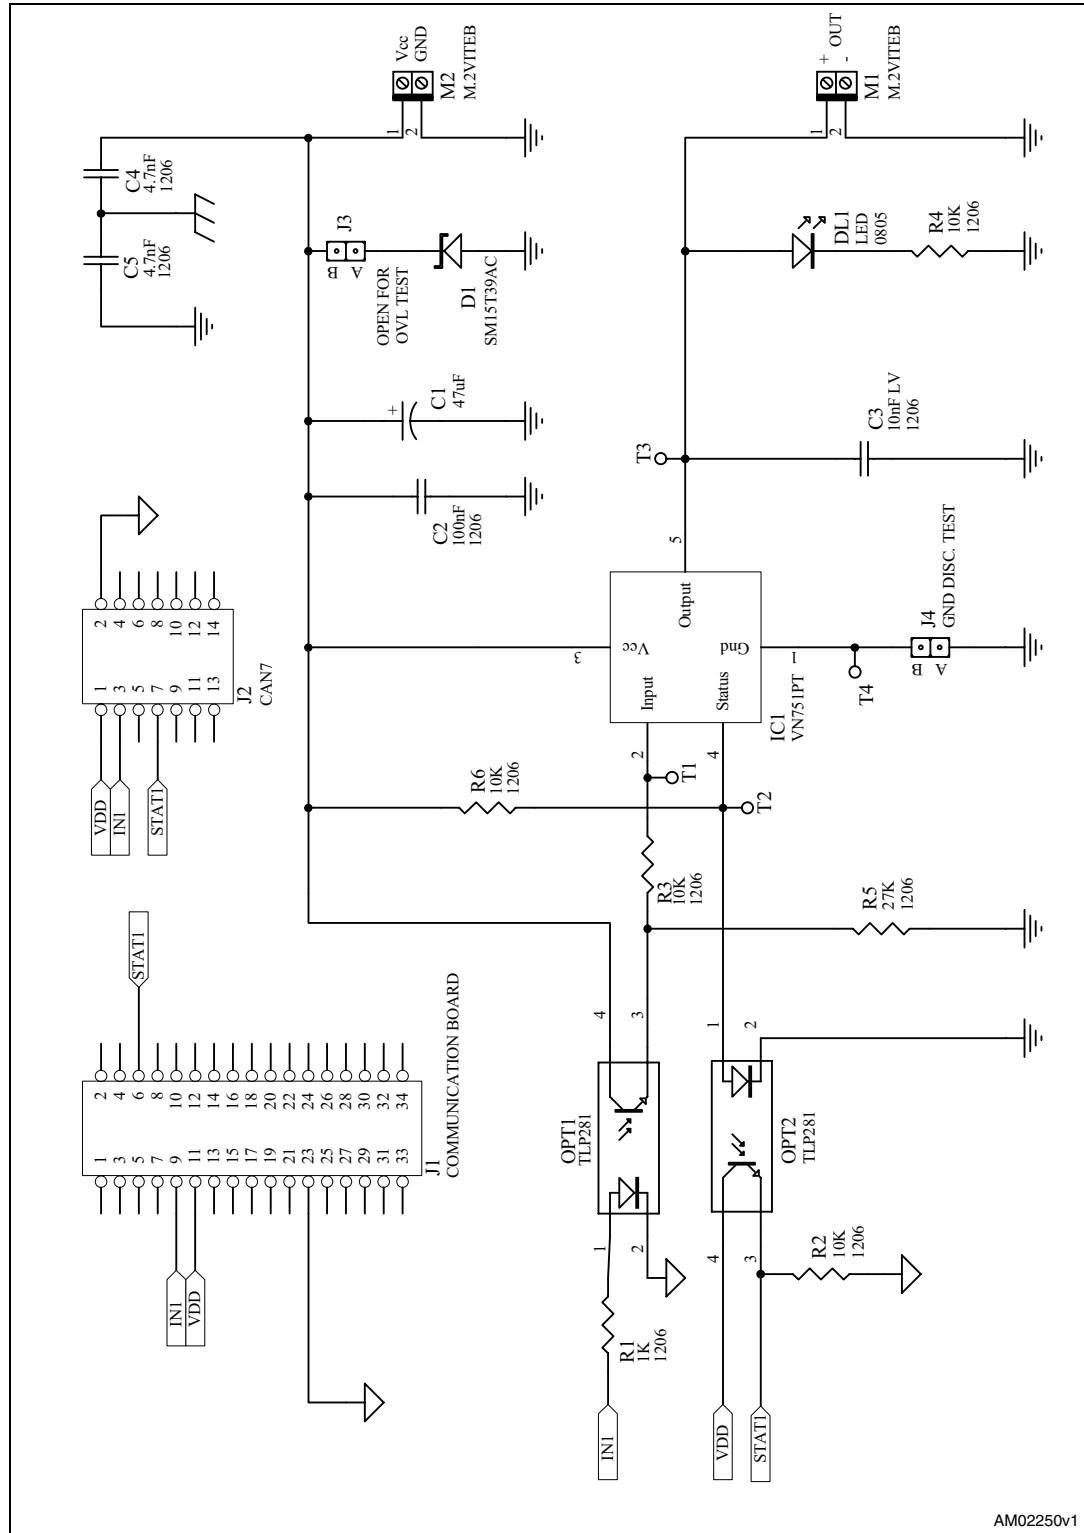 C4
4.7nF
1206
C5
4.7nF
1206
Vcc
GND
1
2
M2
M.2VITEB
J3
B
A
OPEN FOR
OVL TEST
D1
SM15T39AC
+
C1
47uF
C2
100nF
1206
+
-
OUT
1
2
M1
M.2VITEB
DL1
LED
0805
R4
10K
1206
T3
C3
10nF LV
1206
1
2
3
4
5
6
7
8
9
10
11
12
13
14
J2
CAN7
VDD
IN1
STAT1
5
Output
3
Vcc
Gnd
1
Input
2
Status
4
IC1
VN751PT
T4
B
A
J4
GND DISC. TEST
T1
T2
R6
10K
1206
R3
10K
1206
R5
27K
1206
STAT1
1
2
3
4
5
6
7
8
9
10
11
12
13
14
15
16
17
18
19
20
21
22
23
24
25
26
27
28
29
30
31
32
33
34
J1
COMMUNICATION BOARD
IN1
VDD
4
3
OPT1
TLP281
1
2
1
2
OPT2
TLP281
4
3
R1
1K
1206
R2
10K
1206
IN1
VDD
STAT1
AM02250v1